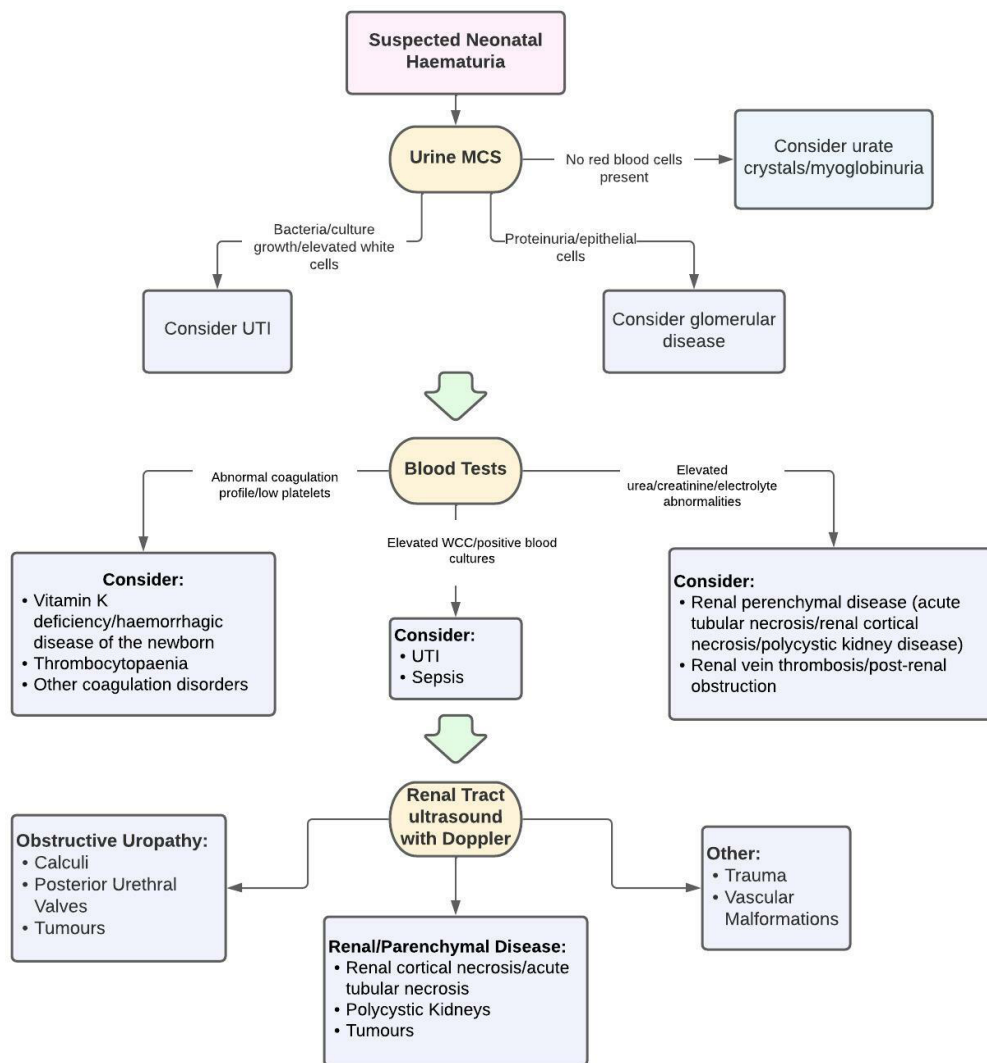 Suspected Neonatal
Haematuria
Urine MCS
No red blood cells
present
Consider urate
crystals/myoglobinuria
Bacteria/culture
growth/elevated white
cells
Proteinuria/epithelial
cells
Consider UTI
Consider glomerular
disease
Blood Tests
Abnormal coagulation
profile/low platelets
Elevated WCC/positive blood
cultures
Elevated
urea/creatinine/electrolyte
abnormalities
Consider:
• Vitamin K
deficiency/haemorrhagic
disease of the newborn
• Thrombocytopaenia
• Other coagulation disorders
Consider:
• UTI
• Sepsis
Consider:
• Renal perenchymal disease (acute
tubular necrosis/renal cortical
necrosis/polycystic kidney disease)
• Renal vein thrombosis/post-renal
obstruction
Renal Tract
ultrasound
with Doppler
Obstructive Uropathy:
• Calculi
• Posterior Urethral
Valves
• Tumours
Renal/Parenchymal Disease:
• Renal cortical necrosis/acute
tubular necrosis
• Polycystic Kidneys
• Tumours
Other:
• Trauma
• Vascular
Malformations